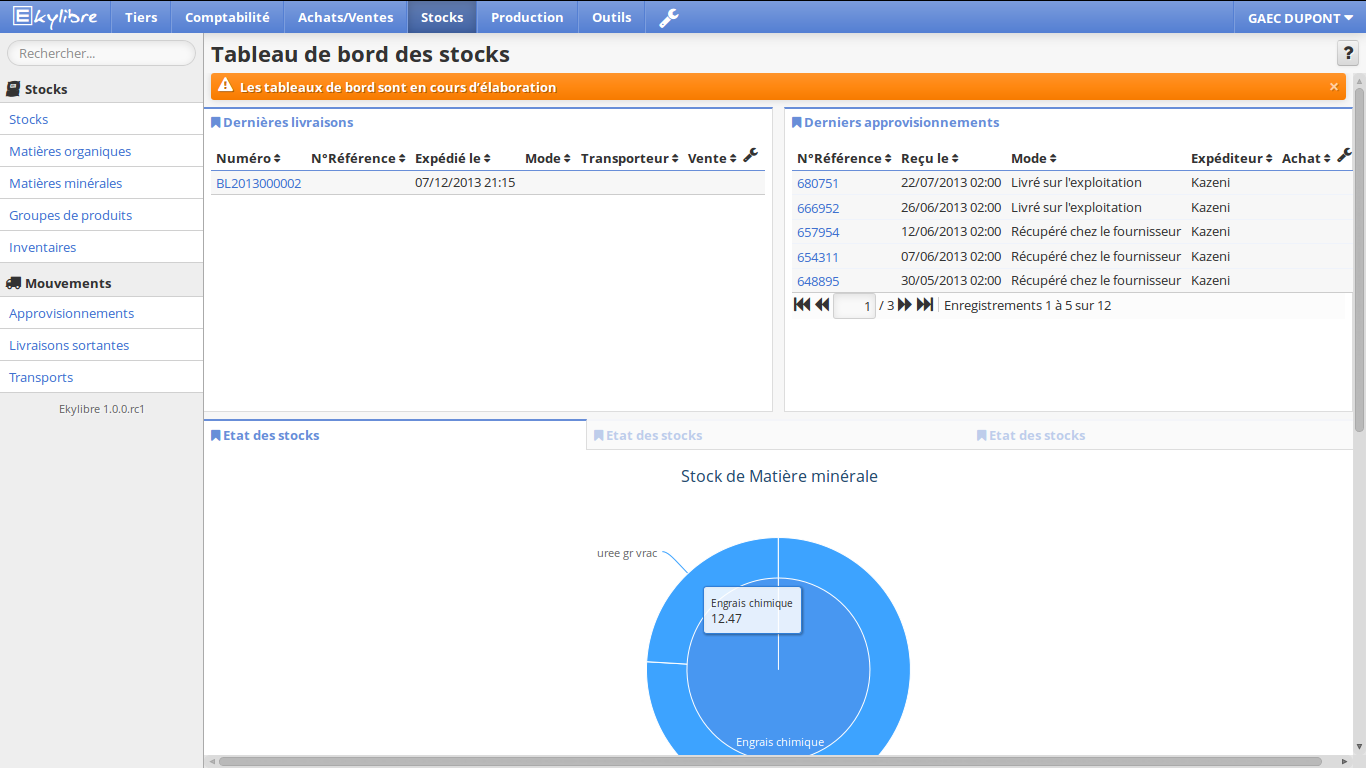 Ekylibre Tiers Comptabilité Achats/Ventes Stocks Production Outils GAEC DUPONT
Rechercher...
Stocks
Stocks
Matières organiques
Matières minérales
Groupes de produits
Inventaires
Mouvements
Approvisionnements
Livraisons sortantes
Transports
Ekylibre 1.0.0.rc1
Tableau de bord des stocks ?
Les tableaux de bord sont en cours d'élaboration ×
Dernières livraisons
Numéro N°Référence Expédié le Mode Transporteur Vente
BL2013000002 07/12/2013 21:15
Derniers approvisionnements
N°Référence Reçu le Mode Expéditeur Achat
680751 22/07/2013 02:00 Livré sur l'exploitation Kazeni
666952 26/06/2013 02:00 Livré sur l'exploitation Kazeni
657954 12/06/2013 02:00 Récupéré chez le fournisseur Kazeni
654311 07/06/2013 02:00 Récupéré chez le fournisseur Kazeni
648895 30/05/2013 02:00 Récupéré chez le fournisseur Kazeni
1 / 3 Enregistrements 1 à 5 sur 12
Etat des stocks Etat des stocks Etat des stocks
Stock de Matière minérale
uree gr vrac
Engrais chimique
12.47
Engrais chimique